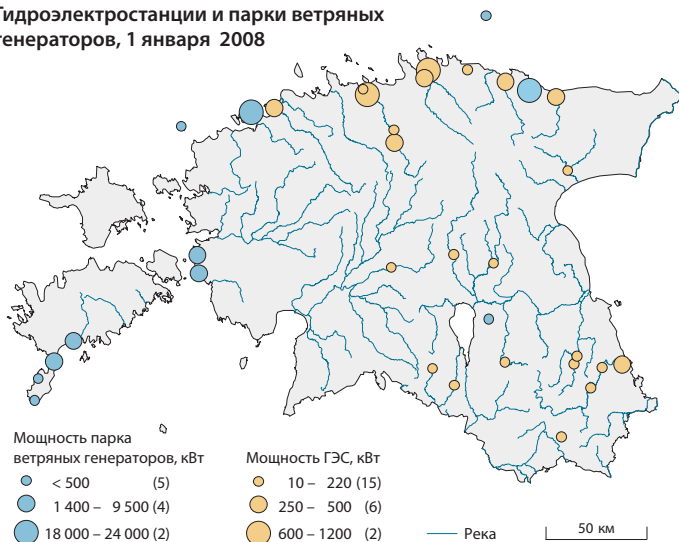 Гидроэлектростанции и парки ветряных
генераторов, 1 января 2008
Мощность парка
ветряных генераторов, кВт
< 500 (5)
1 400 – 9 500 (4)
18 000 – 24 000 (2)
Мощность ГЭС, кВт
10 – 220 (15)
250 – 500 (6)
600 – 1200 (2)
Река
50 км